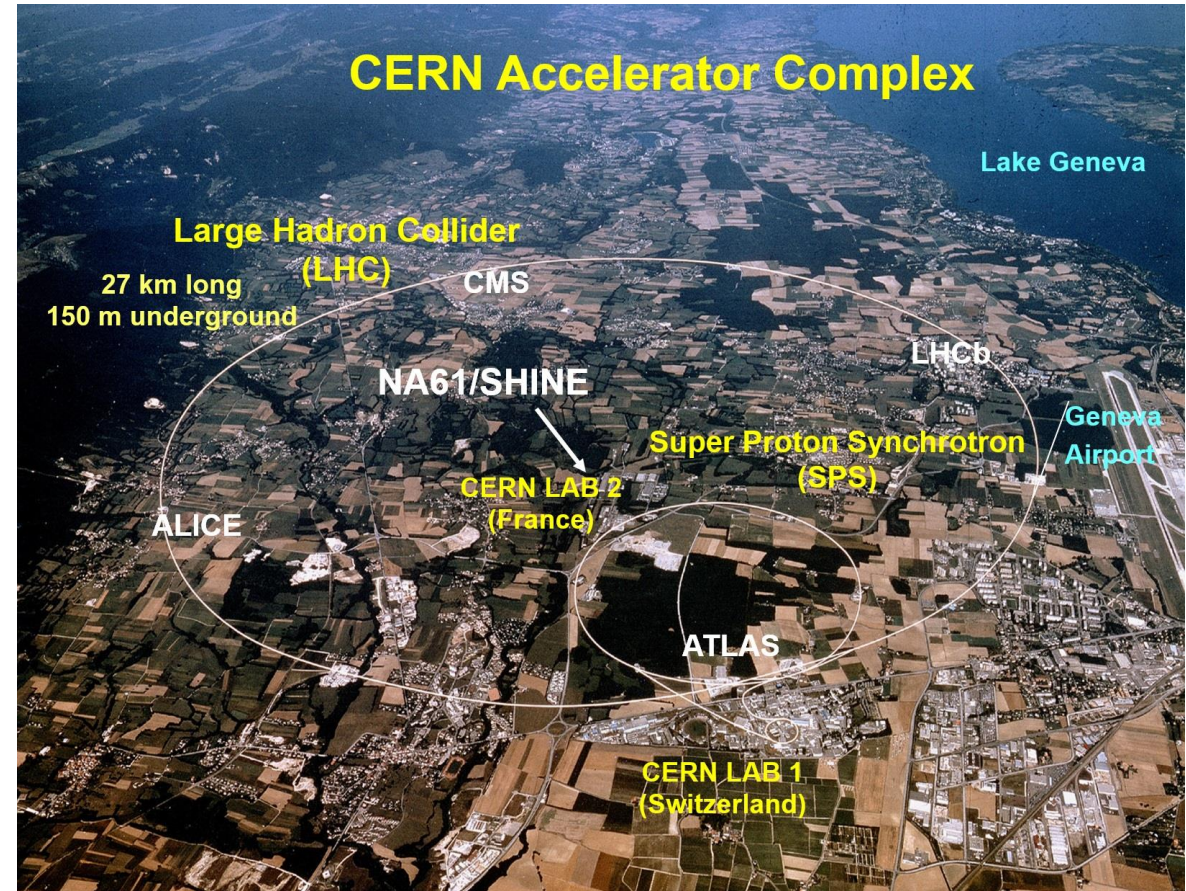 CERN Accelerator Complex
Lake Geneva
Large Hadron Collider
(LHC)
27 km long
150 m underground
CMS
LHCb
NA61/SHINE
Geneva
Airport
Super Proton Synchrotron
(SPS)
CERN LAB 2
(France)
ALICE
ATLAS
CERN LAB 1
(Switzerland)